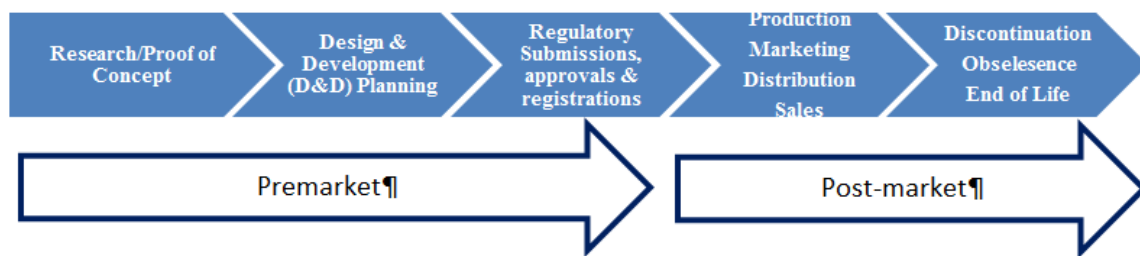 Research/Proof of
Concept
Design &
Development
(D&D) Planning
Regulatory
Submissions,
approvals &
registrations
Production
Marketing
Distribution
Sales
Discontinuation
Obselesence
End of Life
Premarket¶
Post-market¶